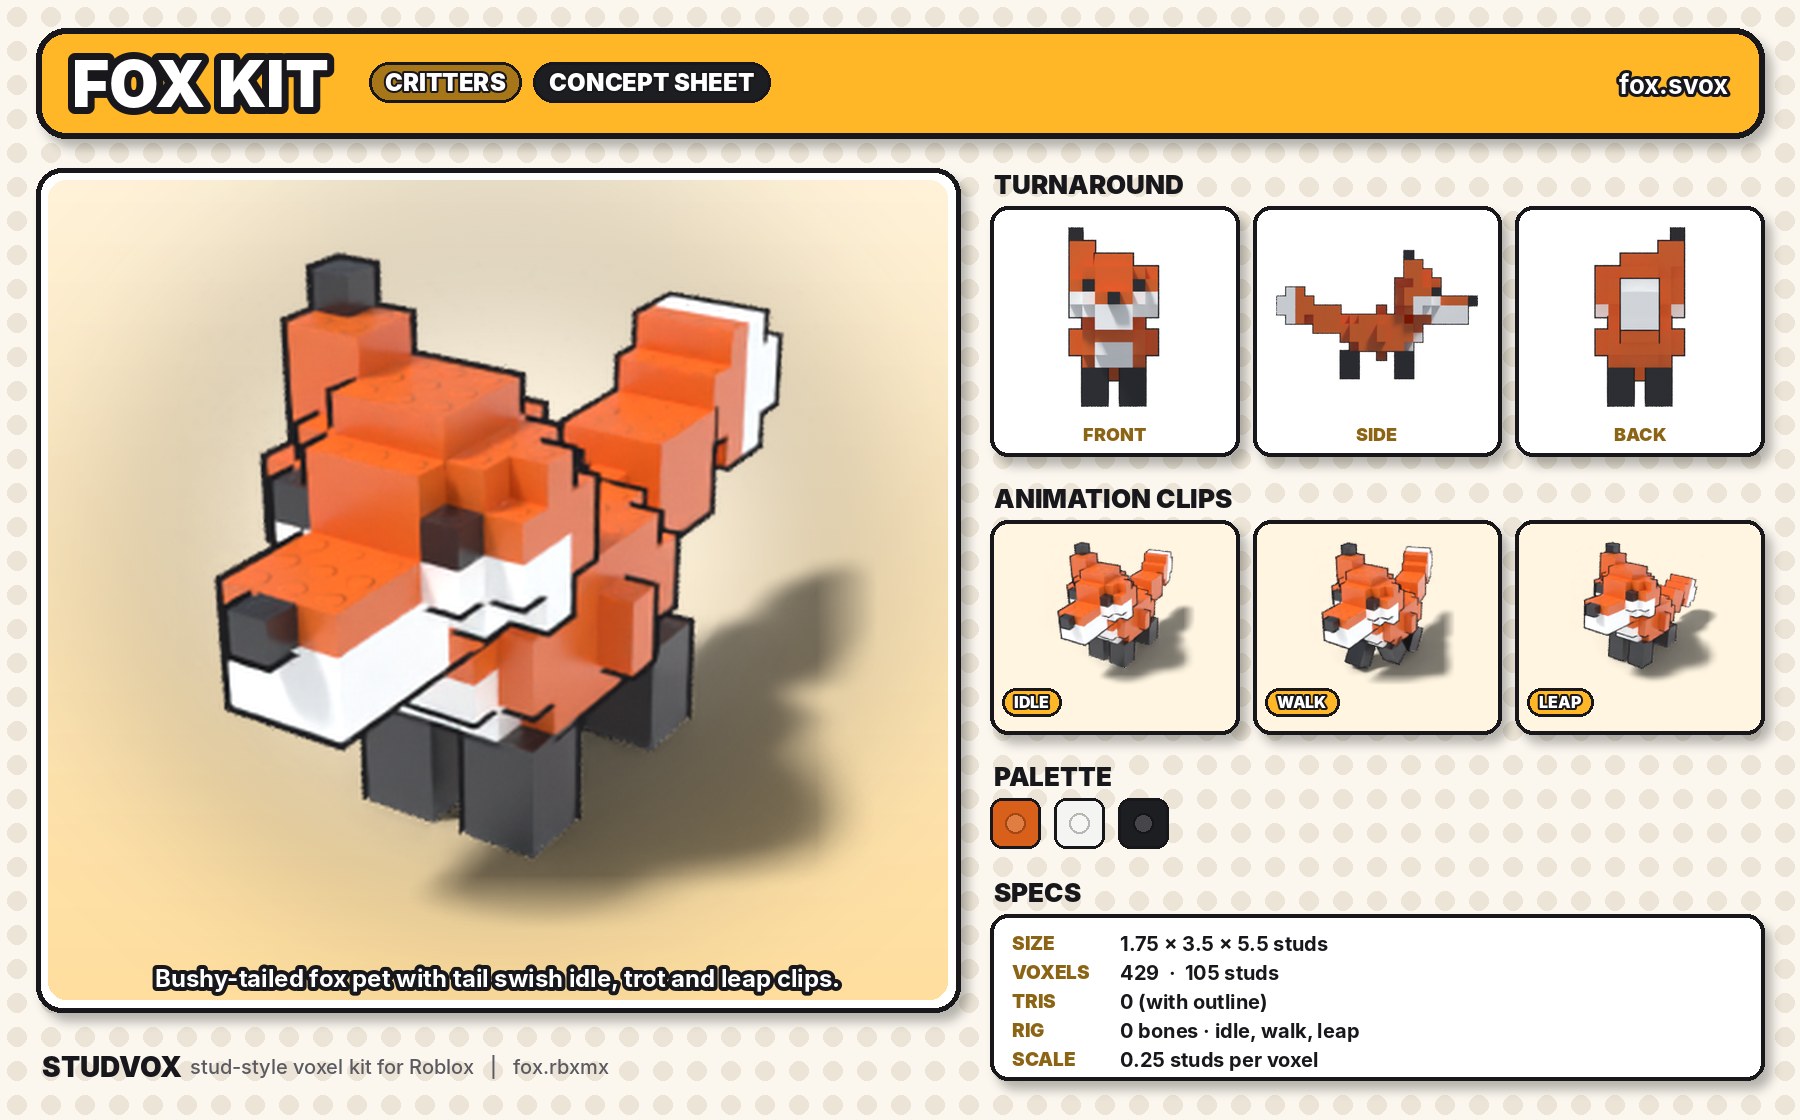 FOX KIT
CRITTERS
CONCEPT SHEET
fox.svox
Bushy-tailed fox pet with tail swish idle, trot and leap clips.
TURNAROUND
FRONT
SIDE
BACK
ANIMATION CLIPS
IDLE
WALK
LEAP
PALETTE
SPECS
SIZE 1.75 × 3.5 × 5.5 studs
VOXELS 429 · 105 studs
TRIS 0 (with outline)
RIG 0 bones · idle, walk, leap
SCALE 0.25 studs per voxel
STUDVOX stud-style voxel kit for Roblox | fox.rbxmx